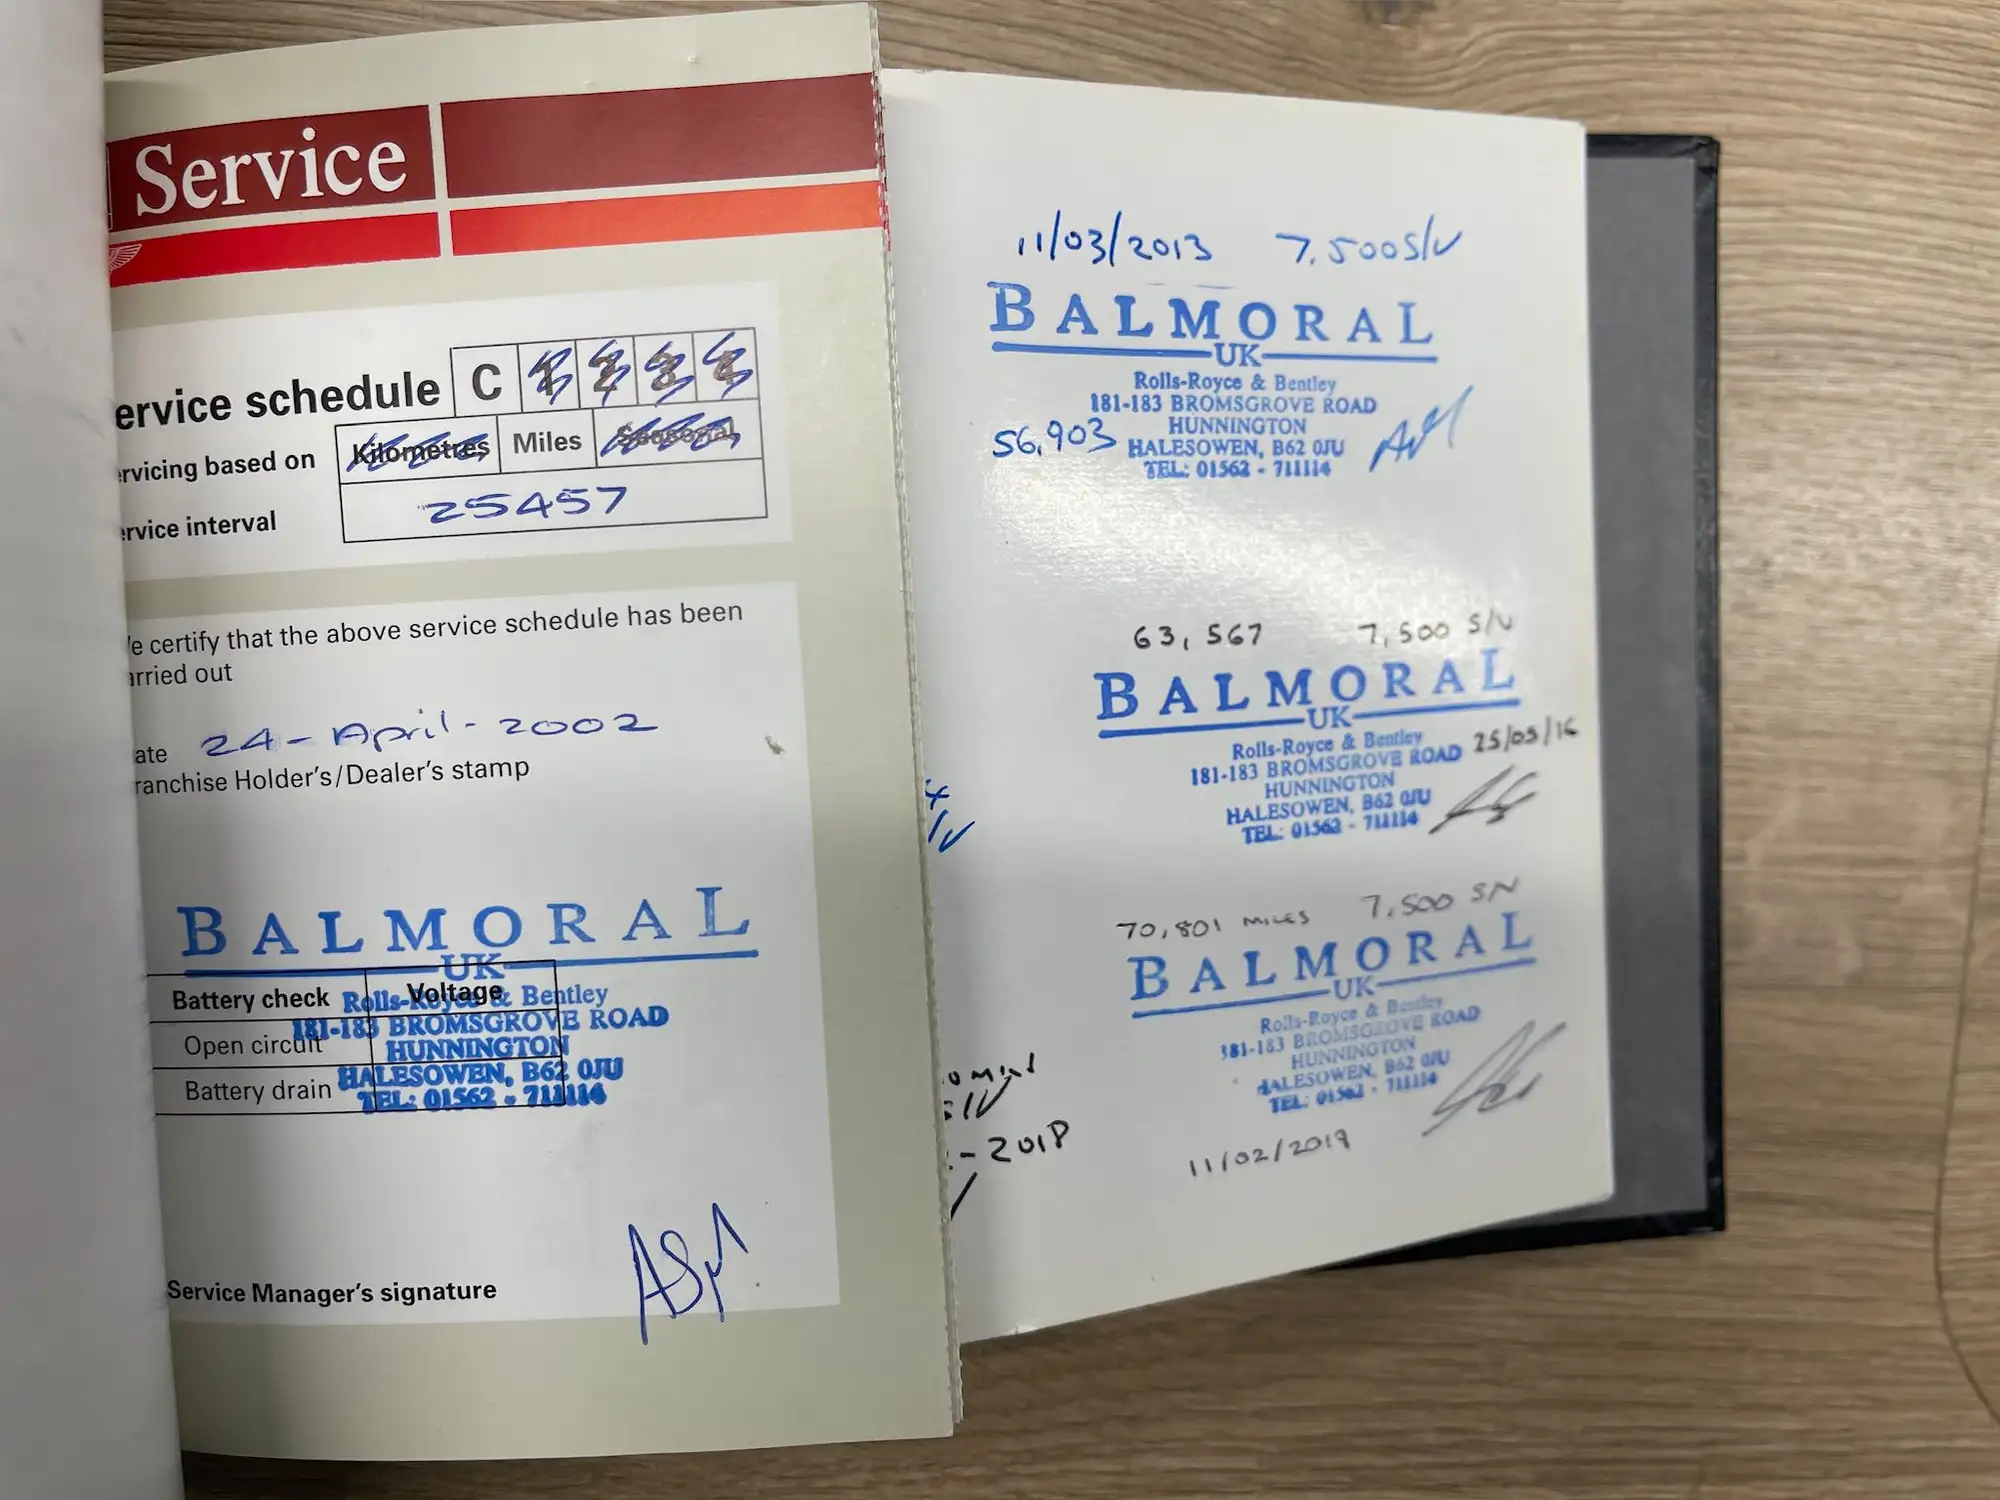 Service
ervice schedule C
rvicing based on Kilometres Miles Seasonal
rvice interval 25457
e certify that the above service schedule has been
arried out
ate 24 - April - 2002
ranchise Holder's/Dealer's stamp
BALMORAL
UK
Battery check Voltage
Rolls-Royce & Bentley
181-183 BROMSGROVE ROAD
Open circuit
HUNNINGTON
HALESOWEN, B62 0JU
Battery drain
TEL: 01562 - 711114
Service Manager's signature
11/03/2013 7,500 S/V
BALMORAL
UK
Rolls-Royce & Bentley
181-183 BROMSGROVE ROAD
HUNNINGTON
56,903 HALESOWEN, B62 0JU
TEL: 01562 - 711114
63,567 7,500 S/V
BALMORAL
UK
Rolls-Royce & Bentley
181-183 BROMSGROVE ROAD 25/05/16
HUNNINGTON
HALESOWEN, B62 0JU
TEL: 01562 - 711114
70,801 MILES 7,500 S/V
BALMORAL
UK
Rolls-Royce & Bentley
181-183 BROMSGROVE ROAD
HUNNINGTON
HALESOWEN, B62 0JU
TEL: 01562 - 711114
11/02/2019
/V
- 2018